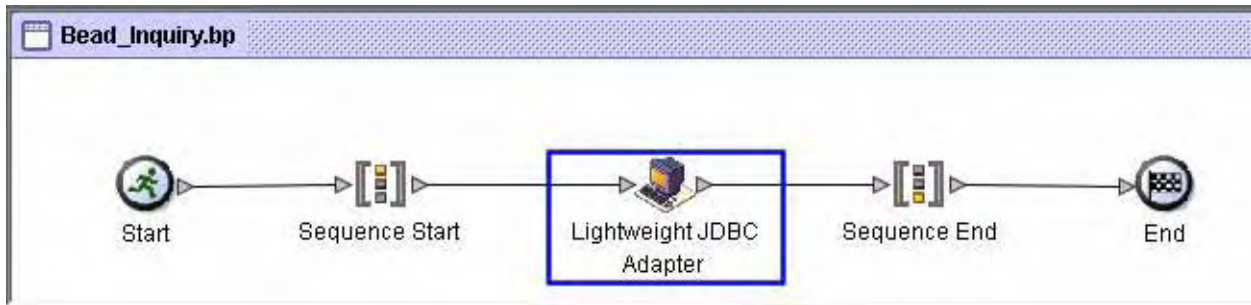 Bead_Inquiry.bp
Start
Sequence Start
Lightweight JDBC
Adapter
Sequence End
End